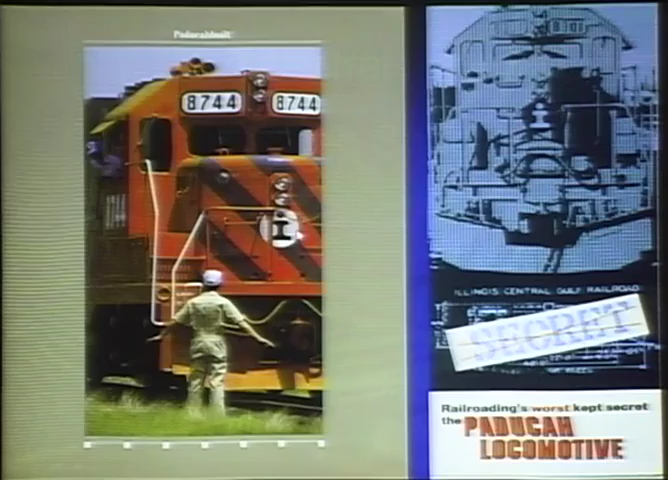 Paducahbuilt
8744
8744
ILLINOIS CENTRAL GULF RAILROAD
SECRET
Railroading's worst kept secret
the PADUCAH
LOCOMOTIVE